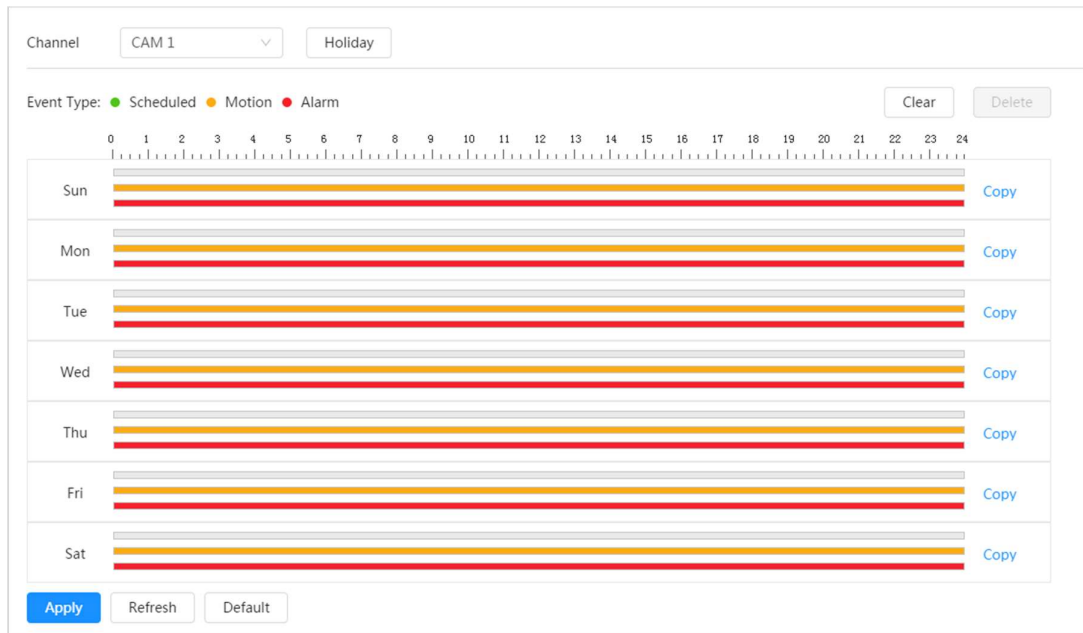 Channel CAM 1 Holiday
Event Type: Scheduled Motion Alarm Clear Delete
0 1 2 3 4 5 6 7 8 9 10 11 12 13 14 15 16 17 18 19 20 21 22 23 24
Sun Copy
Mon Copy
Tue Copy
Wed Copy
Thu Copy
Fri Copy
Sat Copy
Apply Refresh Default